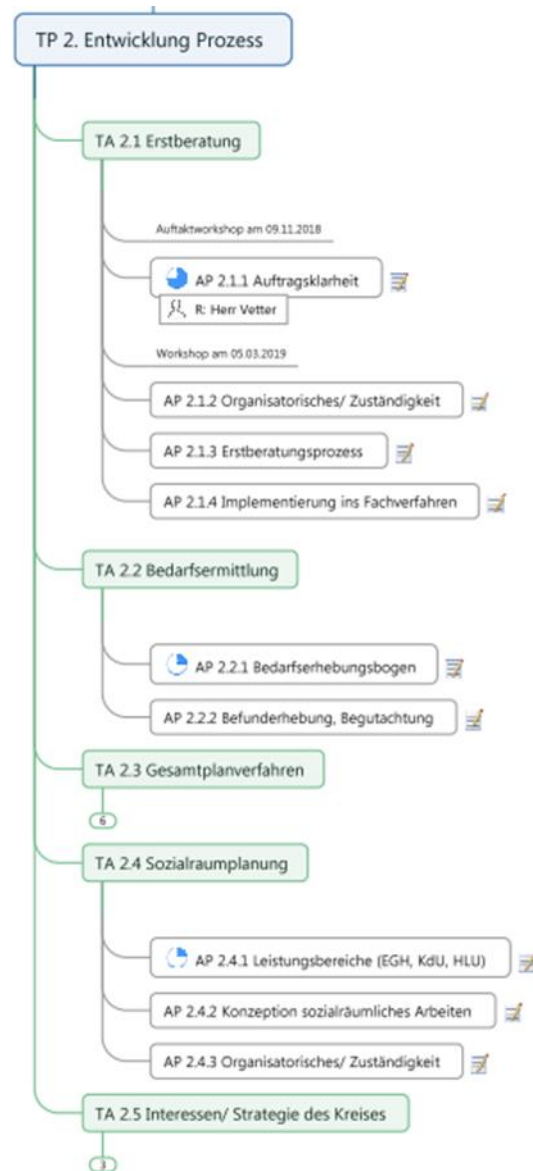 TP 2. Entwicklung Prozess
TA 2.1 Erstberatung
Auftaktworkshop am 09.11.2018
AP 2.1.1 Auftragsklarheit
R: Herr Vetter
Workshop am 05.03.2019
AP 2.1.2 Organisatorisches/ Zuständigkeit
AP 2.1.3 Erstberatungsprozess
AP 2.1.4 Implementierung ins Fachverfahren
TA 2.2 Bedarfsermittlung
AP 2.2.1 Bedarfserhebungsbogen
AP 2.2.2 Befunderhebung, Begutachtung
TA 2.3 Gesamtplanverfahren
6
TA 2.4 Sozialraumplanung
AP 2.4.1 Leistungsbereiche (EGH, KdU, HLU)
AP 2.4.2 Konzeption sozialräumliches Arbeiten
AP 2.4.3 Organisatorisches/ Zuständigkeit
TA 2.5 Interessen/ Strategie des Kreises
3